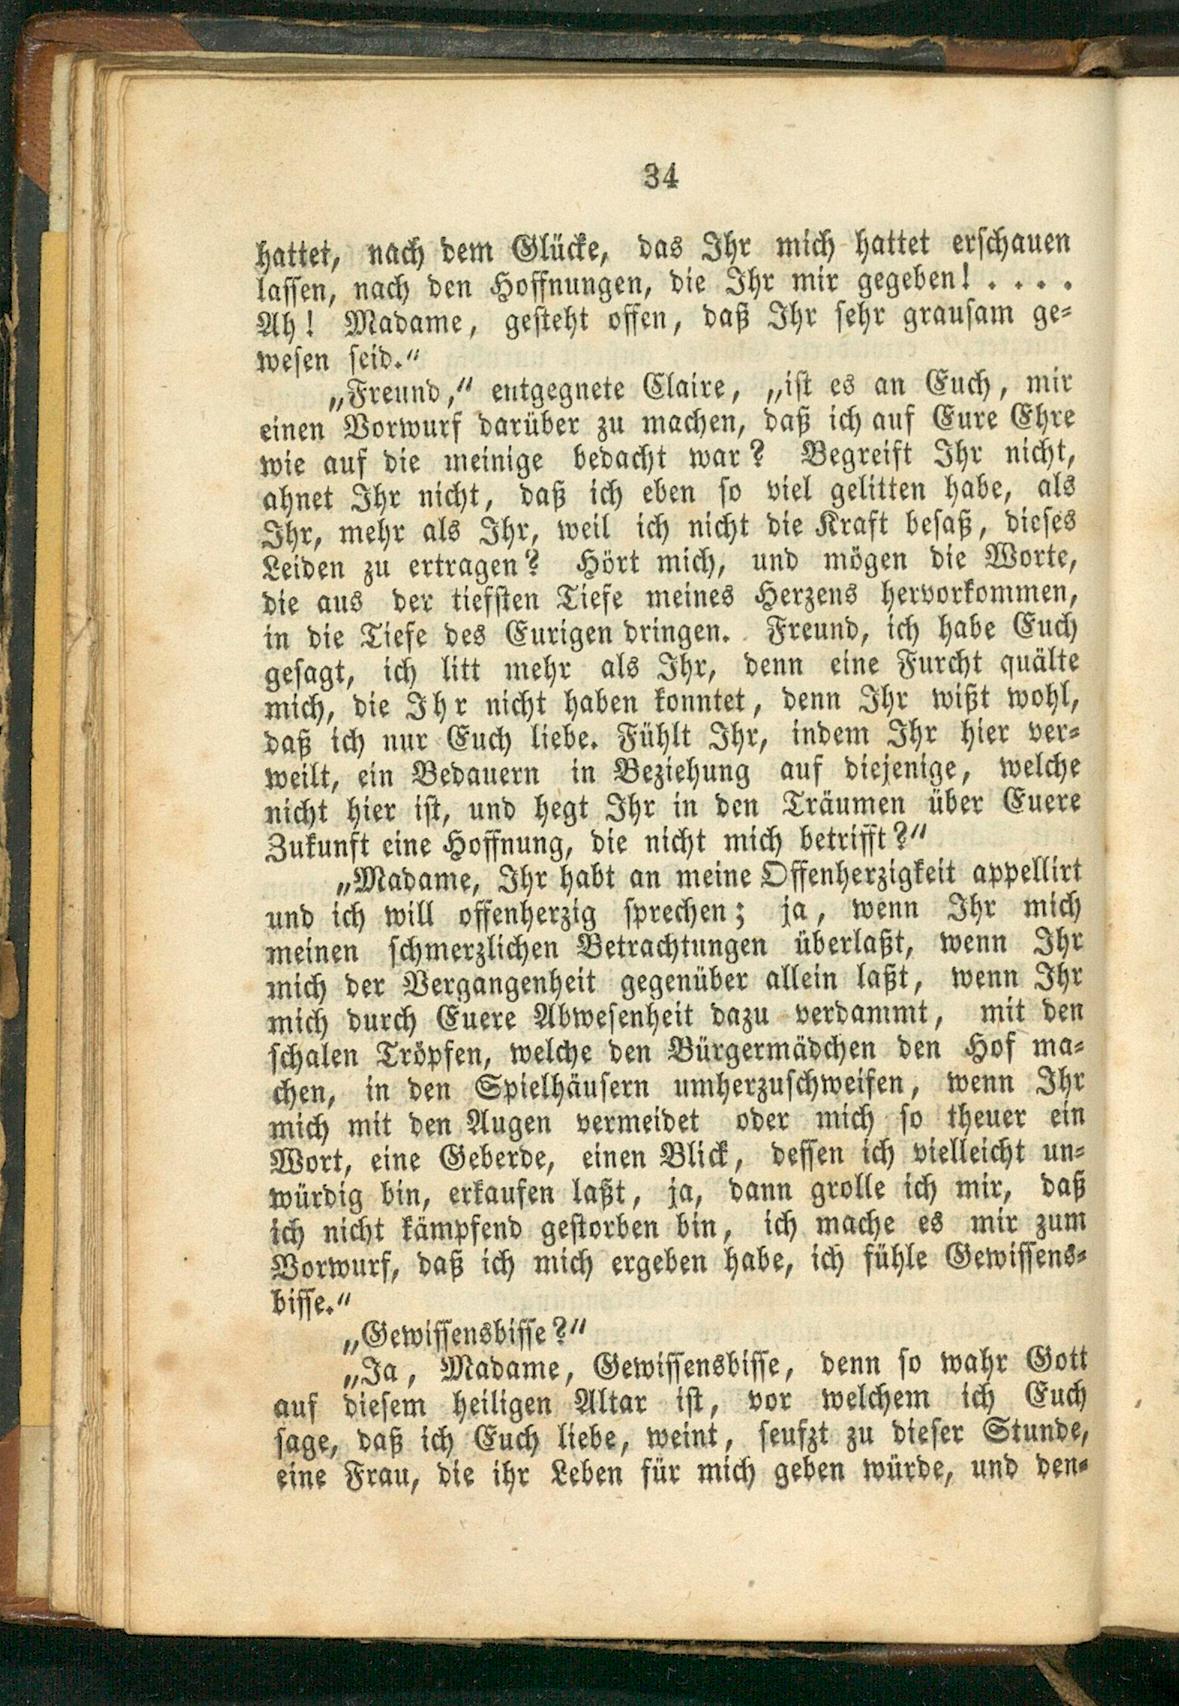 34
hattet, nach dem Glücke, das Ihr mich hattet erschauen
lassen, nach den Hoffnungen, die Ihr mir gegeben! . . . .
Ah! Madame, gesteht offen, daß Ihr sehr grausam ge-
wesen seid.“
„Freund,“ entgegnete Claire, „ist es an Euch, mir
einen Vorwurf darüber zu machen, daß ich auf Eure Ehre
wie auf die meinige bedacht war? Begreift Ihr nicht,
ahnet Ihr nicht, daß ich eben so viel gelitten habe, als
Ihr, mehr als Ihr, weil ich nicht die Kraft besaß, dieses
Leiden zu ertragen? Hört mich, und mögen die Worte,
die aus der tiefsten Tiefe meines Herzens hervorkommen,
in die Tiefe des Eurigen dringen. Freund, ich habe Euch
gesagt, ich litt mehr als Ihr, denn eine Furcht quälte
mich, die Ihr nicht haben konntet, denn Ihr wißt wohl,
daß ich nur Euch liebe. Fühlt Ihr, indem Ihr hier ver-
weilt, ein Bedauern in Beziehung auf diejenige, welche
nicht hier ist, und hegt Ihr in den Träumen über Euere
Zukunft eine Hoffnung, die nicht mich betrifft?“
„Madame, Ihr habt an meine Offenherzigkeit appellirt
und ich will offenherzig sprechen; ja, wenn Ihr mich
meinen schmerzlichen Betrachtungen überlaßt, wenn Ihr
mich der Vergangenheit gegenüber allein laßt, wenn Ihr
mich durch Euere Abwesenheit dazu verdammt, mit den
schalen Tröpfen, welche den Bürgermädchen den Hof ma-
chen, in den Spielhäusern umherzuschweifen, wenn Ihr
mich mit den Augen vermeidet oder mich so theuer ein
Wort, eine Geberde, einen Blick, dessen ich vielleicht un-
würdig bin, erkaufen laßt, ja, dann grolle ich mir, daß
ich nicht kämpfend gestorben bin, ich mache es mir zum
Vorwurf, daß ich mich ergeben habe, ich fühle Gewissens-
bisse.“
„Gewissensbisse?“
„Ja, Madame, Gewissensbisse, denn so wahr Gott
auf diesem heiligen Altar ist, vor welchem ich Euch
sage, daß ich Euch liebe, weint, seufzt zu dieser Stunde,
eine Frau, die ihr Leben für mich geben würde, und den-